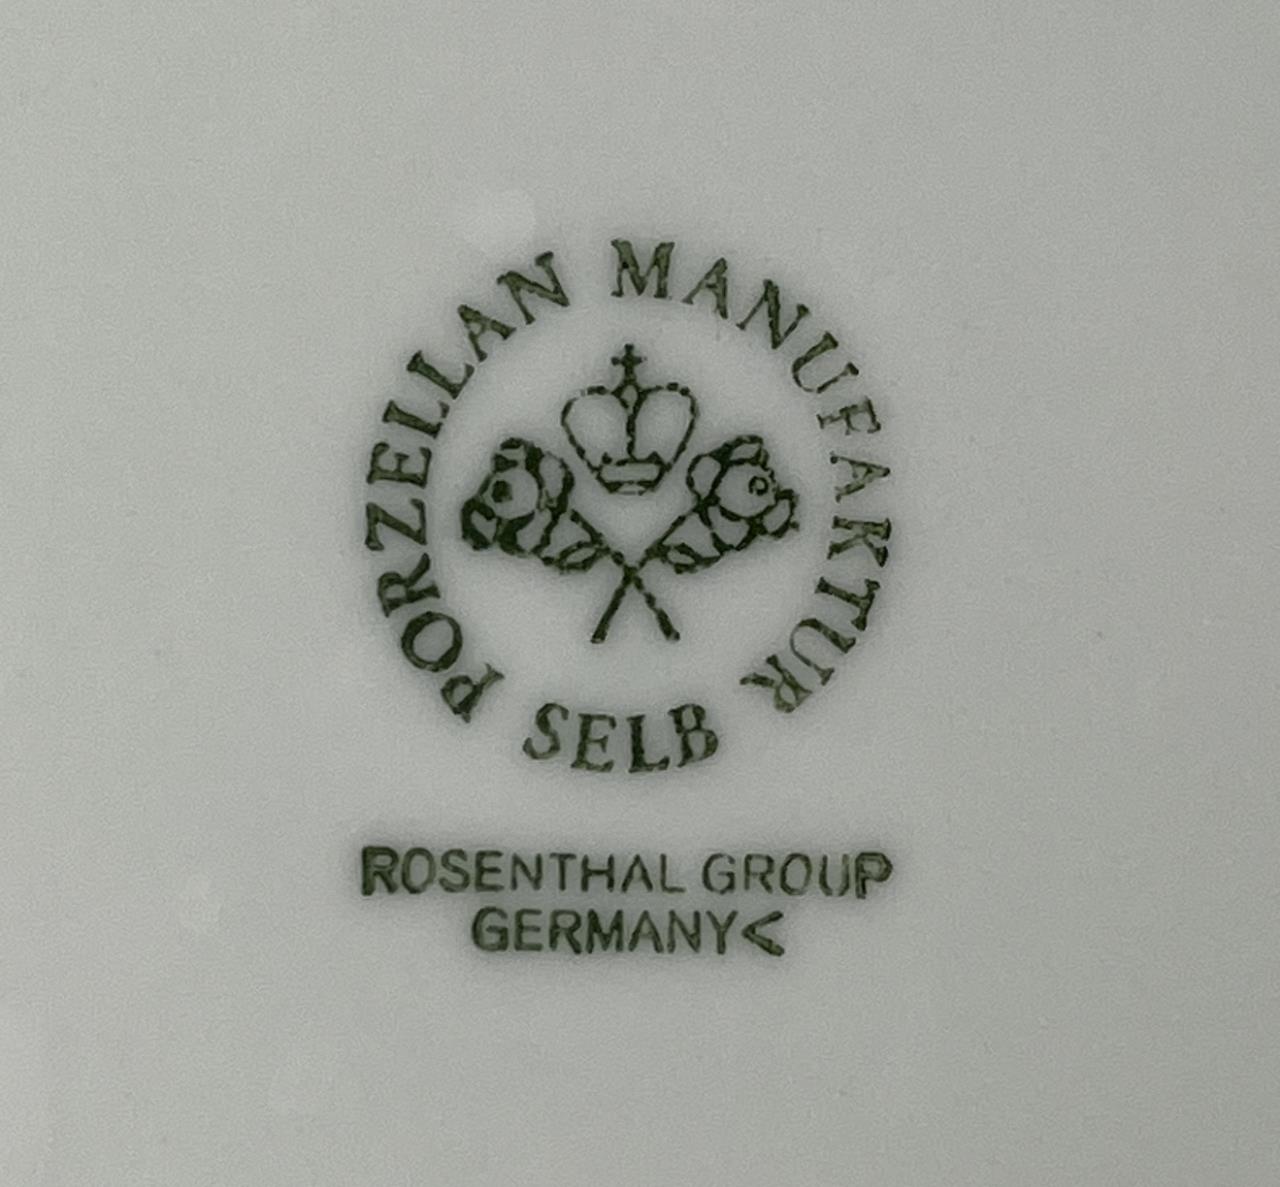 PORZELLAN MANUFAKTUR
SELB
ROSENTHAL GROUP
GERMANY<